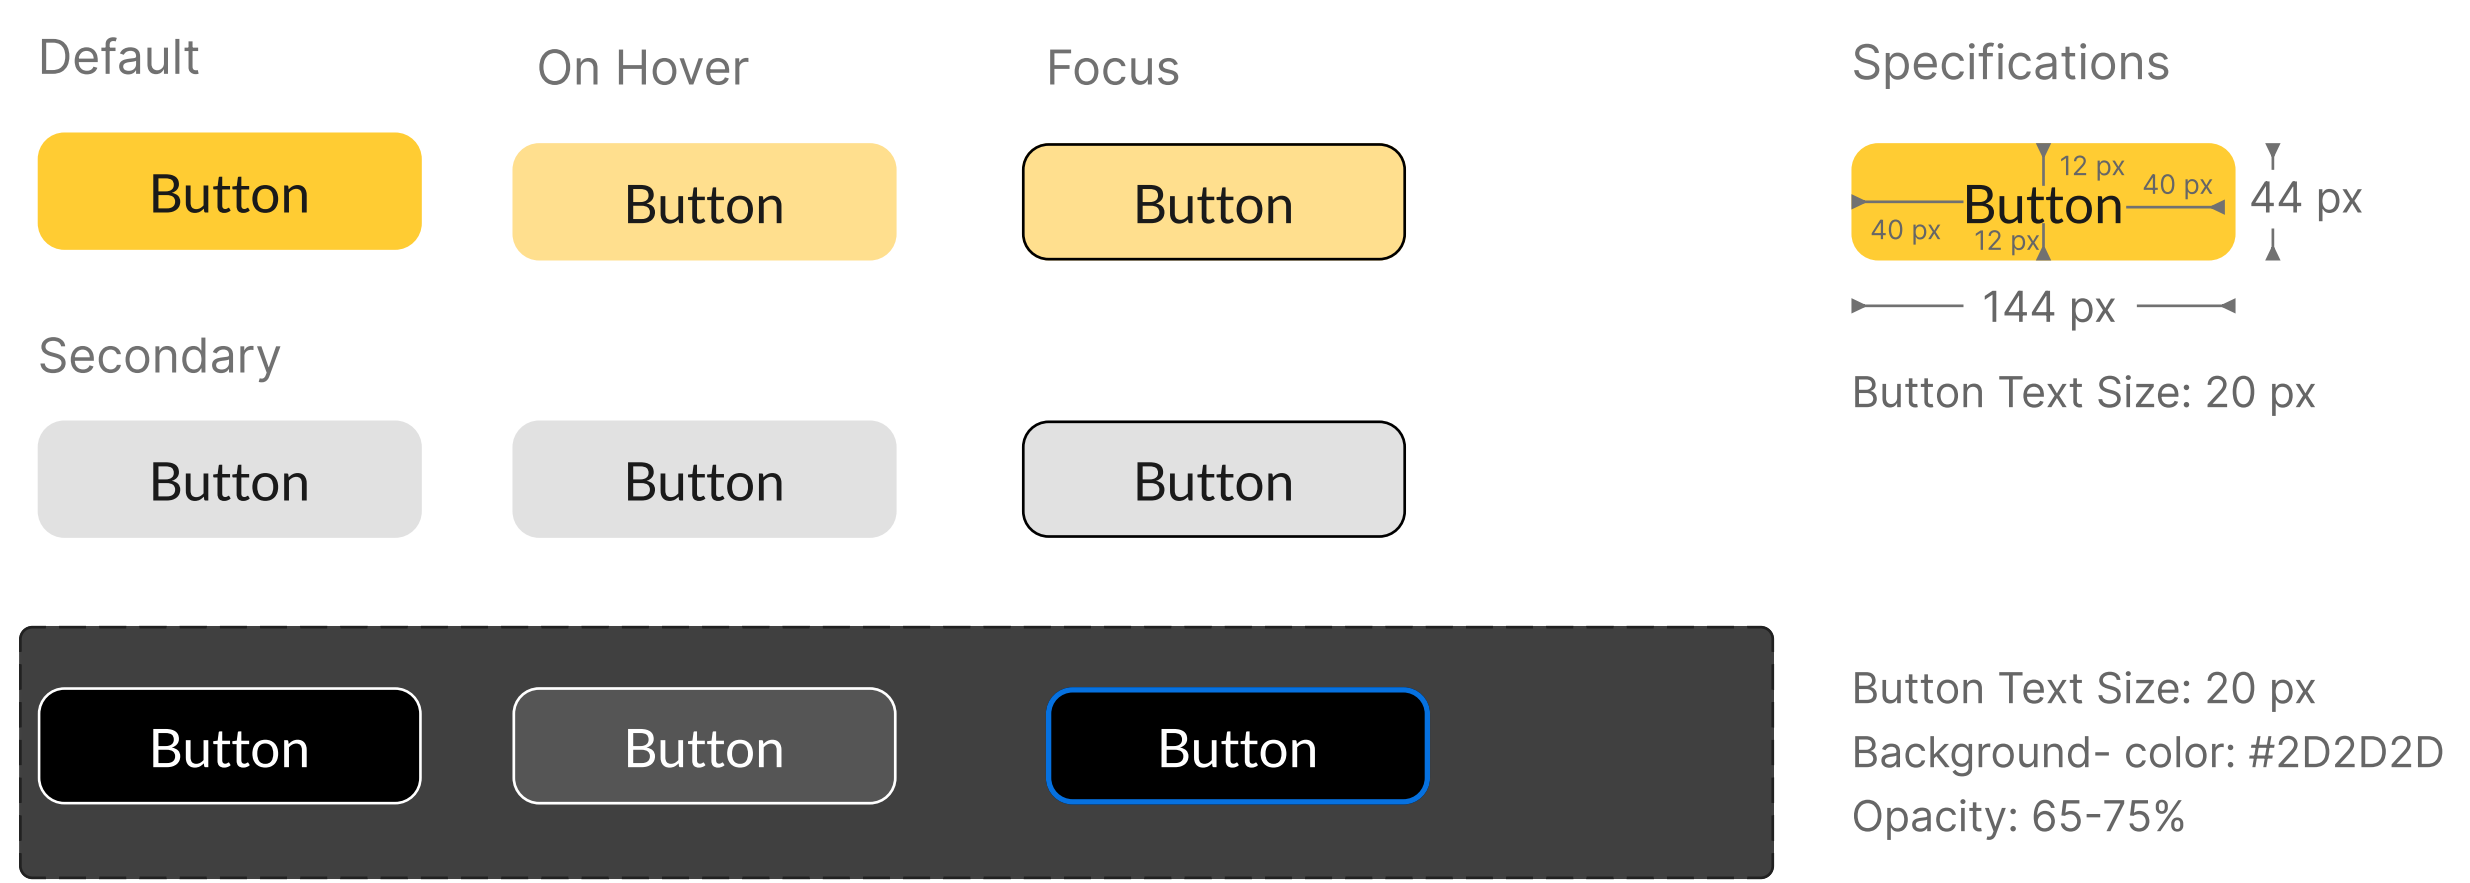 Default
On Hover
Focus
Specifications
Button
Button
Button
12 px
40 px
Button
40 px
12 px
44 px
144 px
Secondary
Button Text Size: 20 px
Button
Button
Button
Button
Button
Button
Button Text Size: 20 px
Background- color: #2D2D2D
Opacity: 65-75%